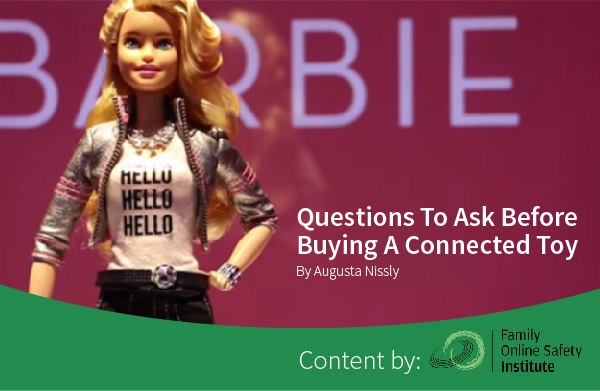 BARBIE
HELLO
HELLO
HELLO
Questions To Ask Before
Buying A Connected Toy
By Augusta Nissly
Content by:
Family
Online Safety
Institute